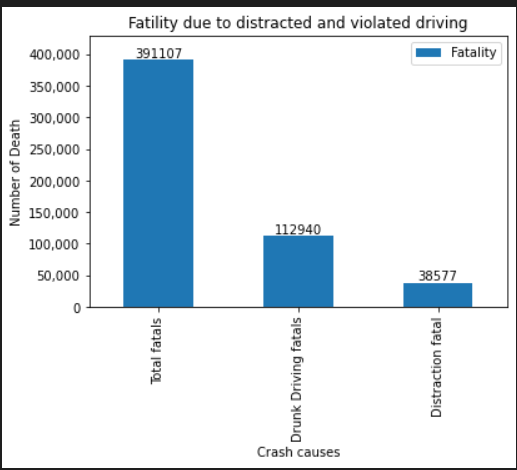 Fatility due to distracted and violated driving
Fatality
400,000
350,000
300,000
250,000
200,000
150,000
100,000
50,000
0
Number of Death
391107
112940
38577
Total fatals
Drunk Driving fatals
Distraction fatal
Crash causes